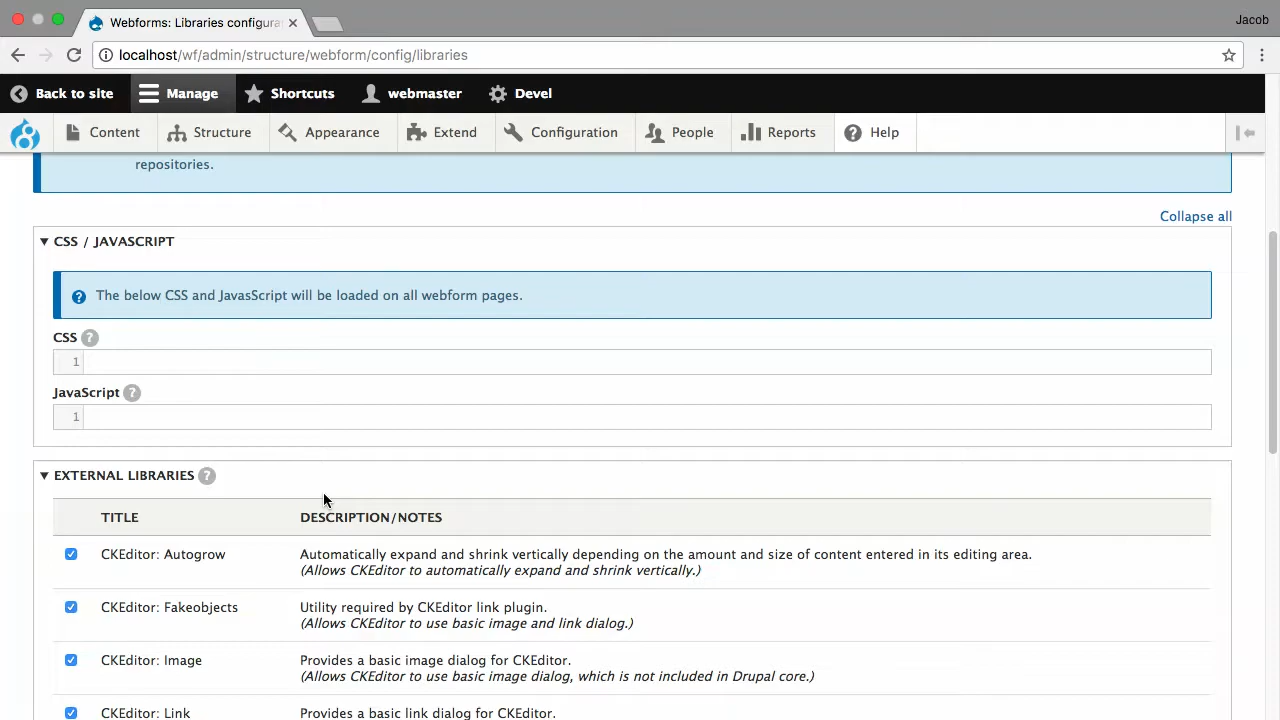 Webforms: Libraries configura
Jacob
localhost/wf/admin/structure/webform/config/libraries
Back to site Manage Shortcuts webmaster Devel
Content Structure Appearance Extend Configuration People Reports Help
repositories.
Collapse all
CSS / JAVASCRIPT
The below CSS and JavasScript will be loaded on all webform pages.
CSS ?
1
JavaScript ?
1
EXTERNAL LIBRARIES ?
TITLE DESCRIPTION/NOTES
CKEditor: Autogrow Automatically expand and shrink vertically depending on the amount and size of content entered in its editing area.
(Allows CKEditor to automatically expand and shrink vertically.)
CKEditor: Fakeobjects Utility required by CKEditor link plugin.
(Allows CKEditor to use basic image and link dialog.)
CKEditor: Image Provides a basic image dialog for CKEditor.
(Allows CKEditor to use basic image dialog, which is not included in Drupal core.)
CKEditor: Link Provides a basic link dialog for CKEditor.